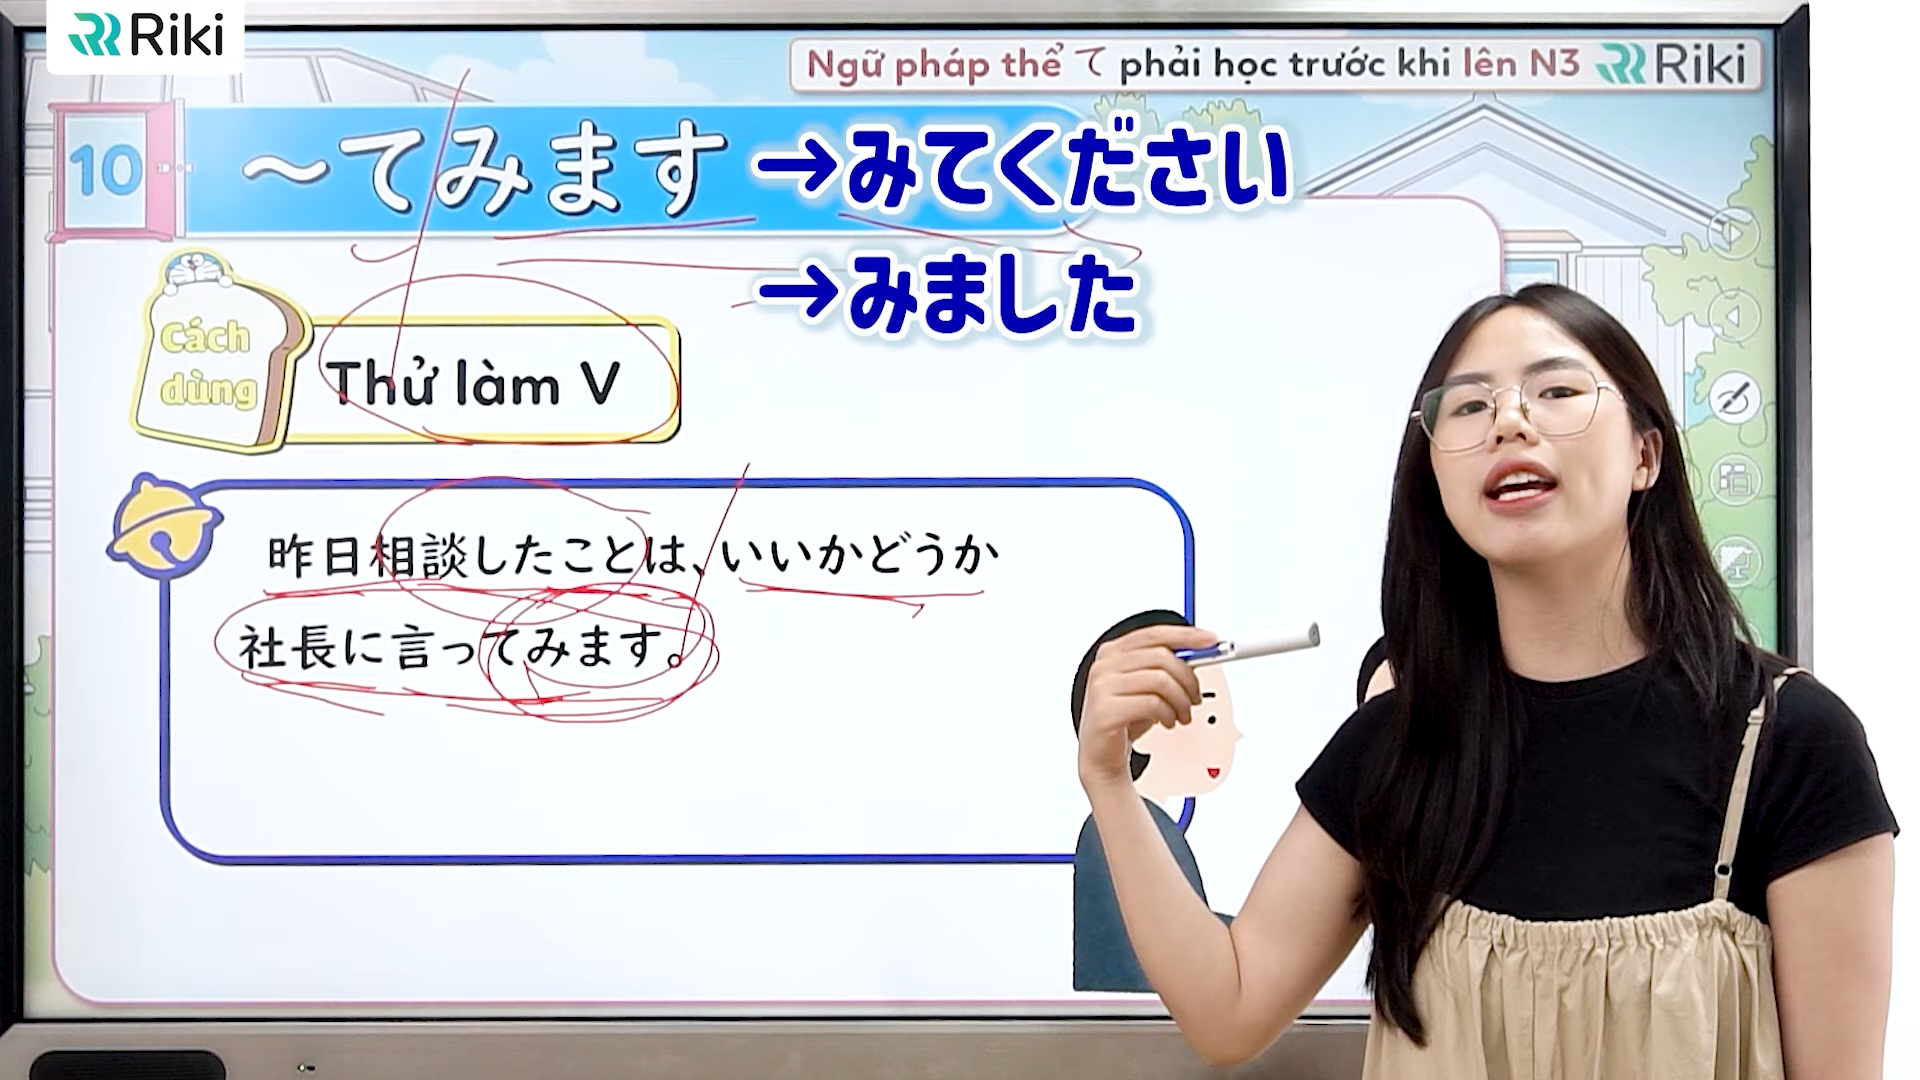 Riki
Ngữ pháp thể て phải học trước khi lên N3 Riki
10 ～てみます →みてください
→みました
Cách dùng
Thử làm V
昨日相談したことは、いいかどうか
社長に言ってみます。